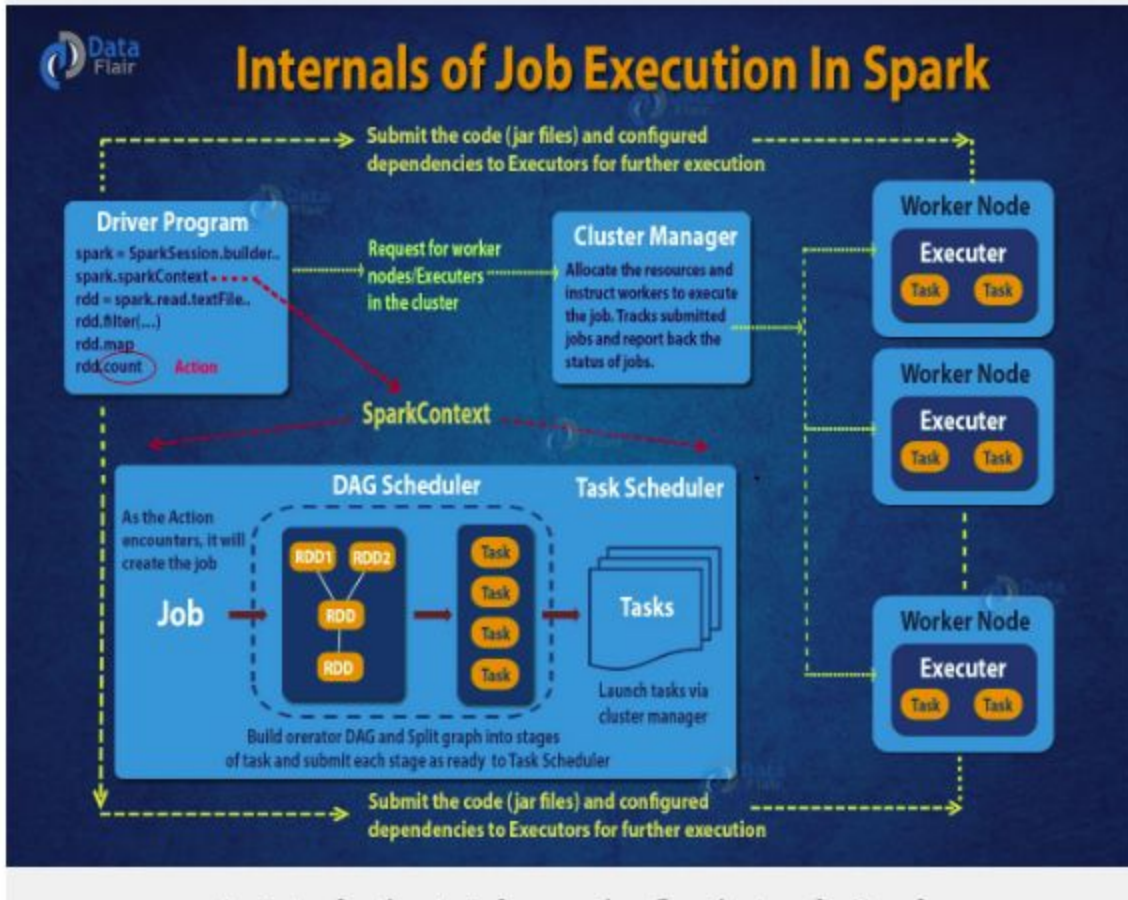 Data
Flair
Internals of Job Execution In Spark
Submit the code (jar files) and configured
dependencies to Executors for further execution
Driver Program
spark = SparkSession.builder..
spark.sparkContext
rdd = spark.read.textFile..
rdd.filter(...)
rdd.map
rdd.count
Action
Request for worker
nodes/Executers
in the cluster
Cluster Manager
Allocate the resources and
instruct workers to execute
the job. Tracks submitted
jobs and report back the
status of jobs.
Worker Node
Executer
Task
Task
Worker Node
Executer
Task
Task
Worker Node
Executer
Task
Task
SparkContext
DAG Scheduler
Task Scheduler
As the Action
encounters, it will
create the job
Job
RDD1
RDD2
RDD
RDD
Task
Task
Task
Task
Tasks
Launch tasks via
cluster manager
Build orerator DAG and Split graph into stages
of task and submit each stage as ready to Task Scheduler
Submit the code (jar files) and configured
dependencies to Executors for further execution